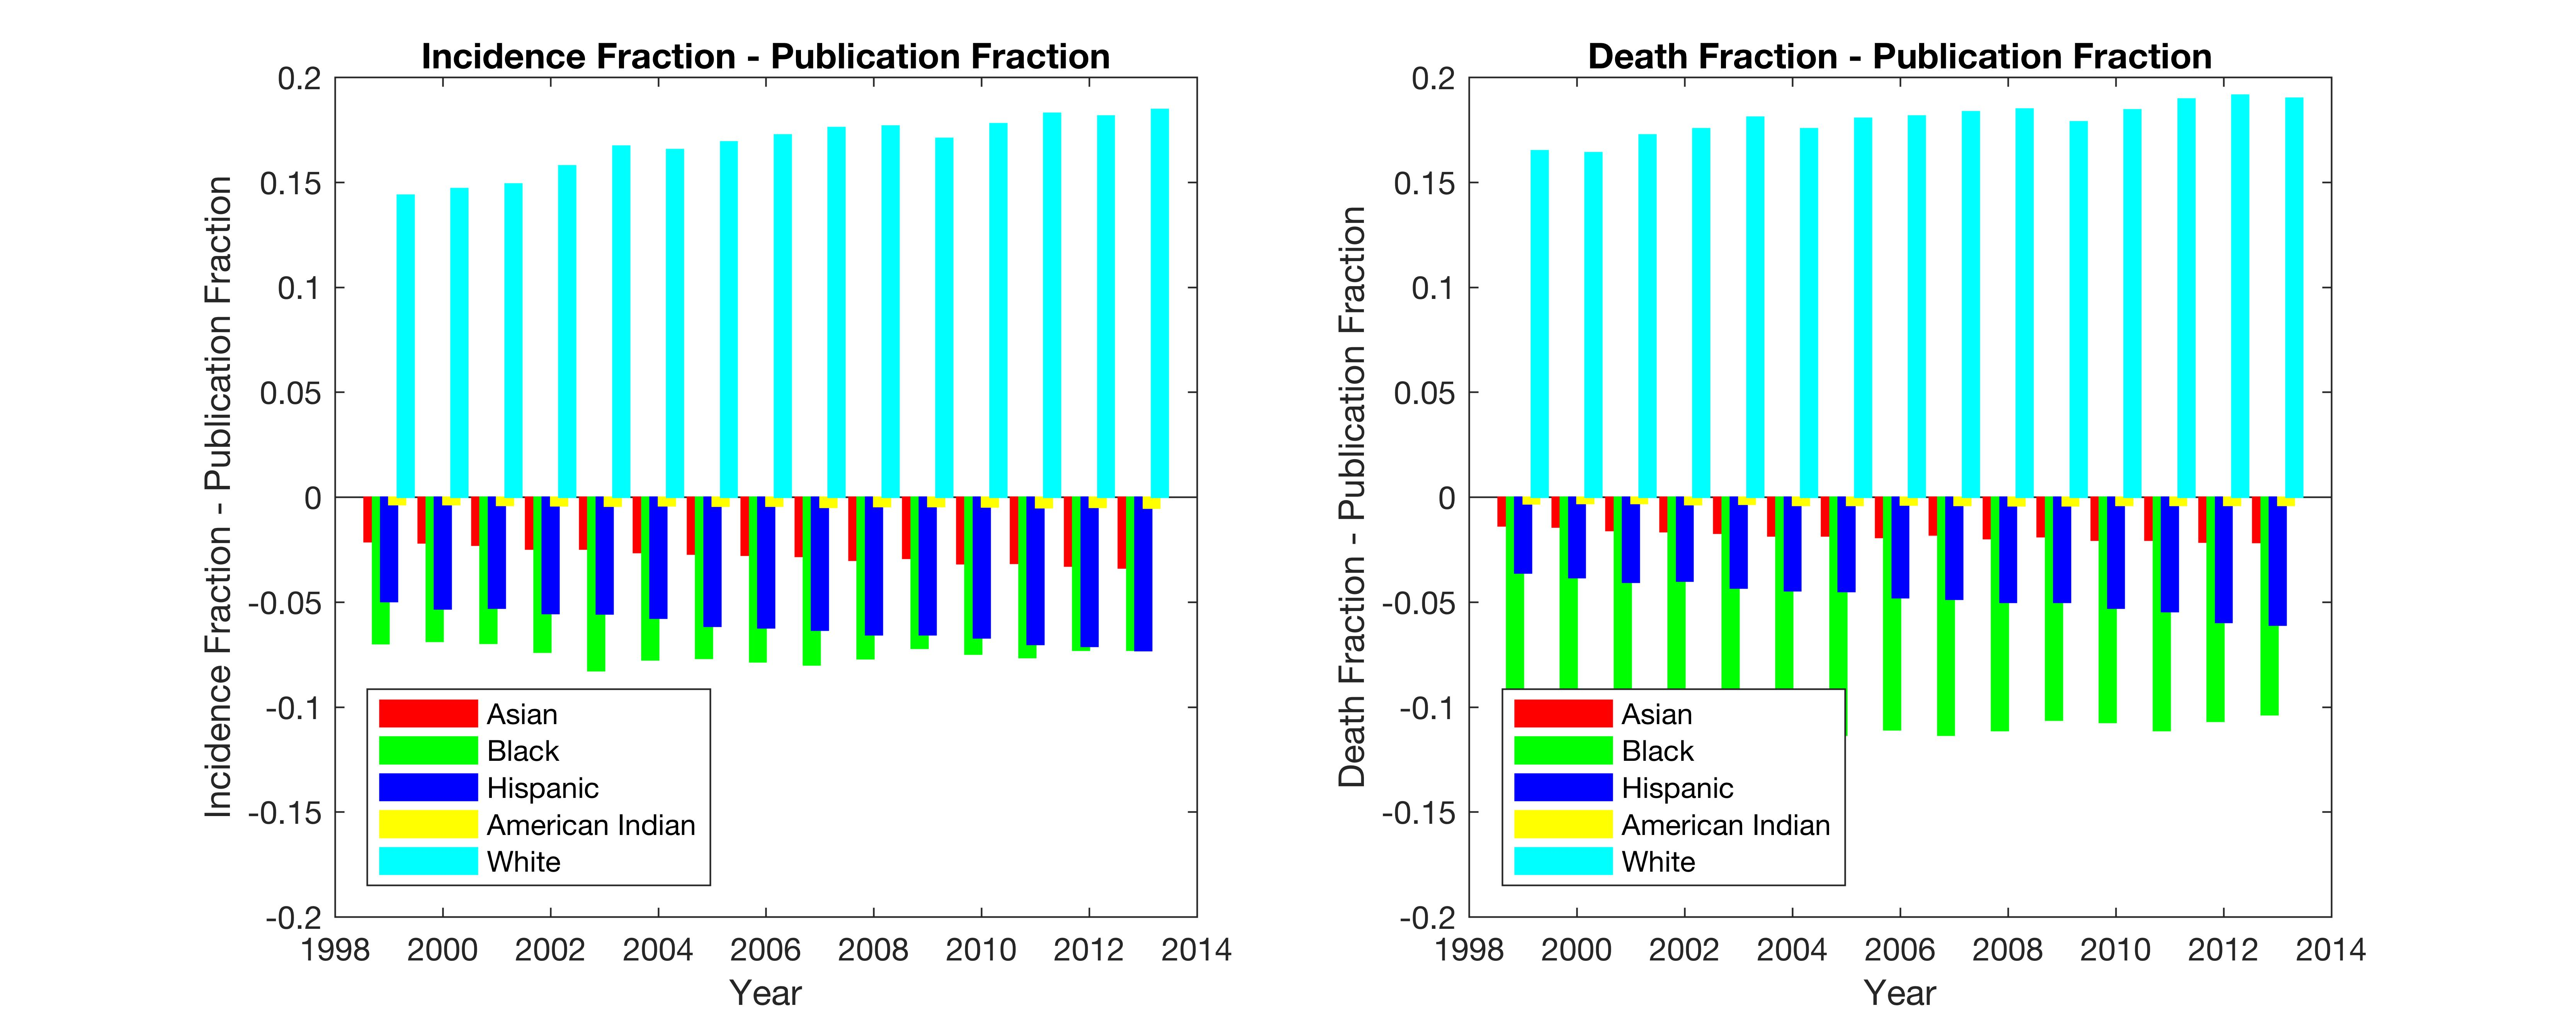 Incidence Fraction - Publication Fraction
Incidence Fraction - Publication Fraction
0.2
0.15
0.1
0.05
0
-0.05
-0.1
-0.15
-0.2
Asian
Black
Hispanic
American Indian
White
1998 2000 2002 2004 2006 2008 2010 2012 2014
Year
Death Fraction - Publication Fraction
Death Fraction - Publication Fraction
0.2
0.15
0.1
0.05
0
-0.05
-0.1
-0.15
-0.2
Asian
Black
Hispanic
American Indian
White
1998 2000 2002 2004 2006 2008 2010 2012 2014
Year